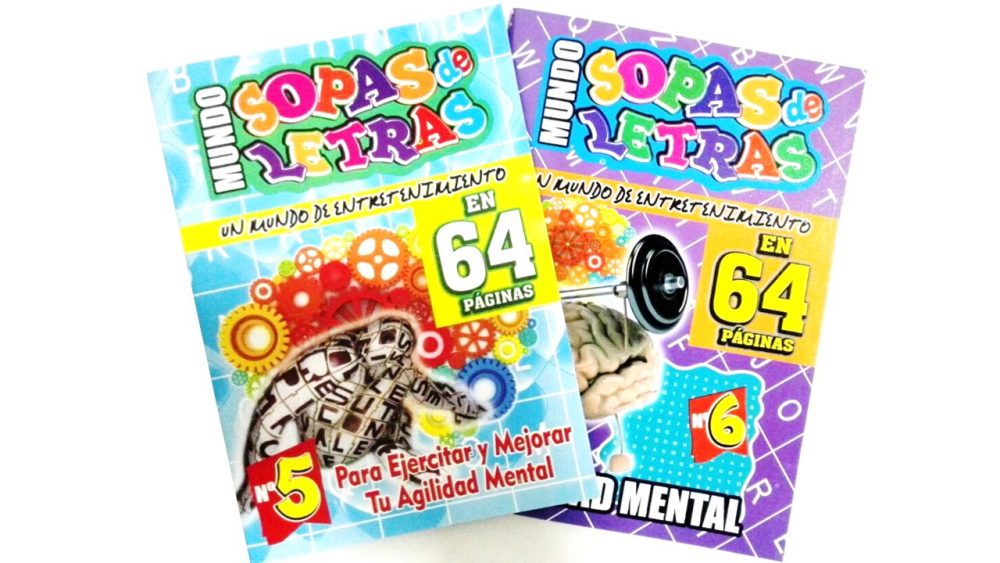 MUNDO
SOPAS de
LETRAS
UN MUNDO DE ENTRETENIMIENTO
EN
64
PÁGINAS
Nº5
Para Ejercitar y Mejorar
Tu Agilidad Mental
MUNDO
SOPAS de
LETRAS
UN MUNDO DE ENTRETENIMIENTO
EN
64
PÁGINAS
Nº6
MENTAL